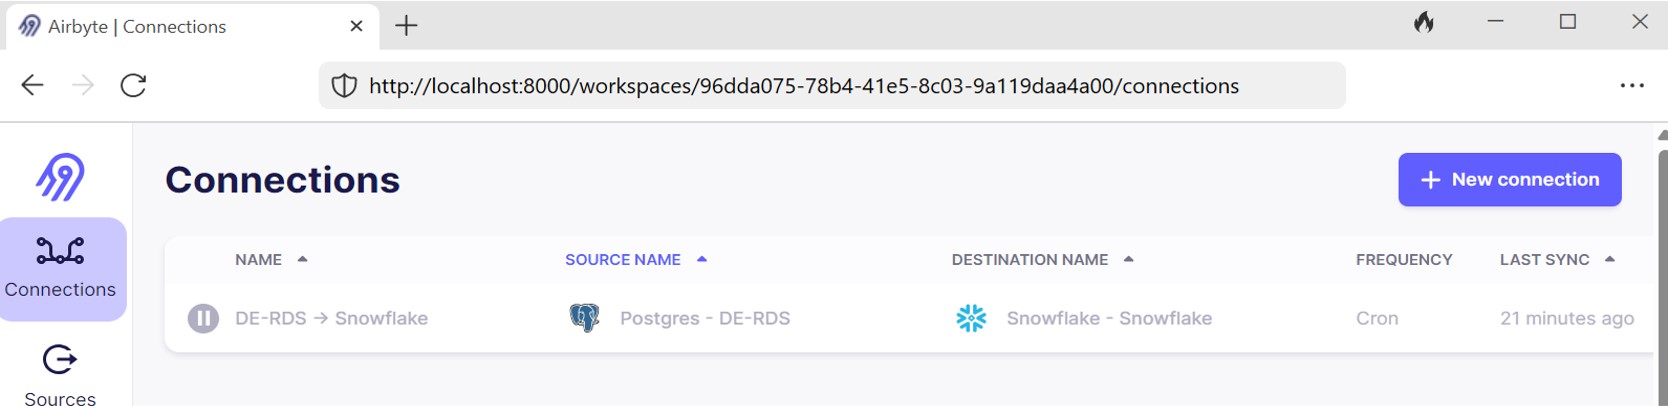 Airbyte | Connections
http://localhost:8000/workspaces/96dda075-78b4-41e5-8c03-9a119daa4a00/connections
Connections
New connection
NAME SOURCE NAME DESTINATION NAME FREQUENCY LAST SYNC
DE-RDS → Snowflake Postgres - DE-RDS Snowflake - Snowflake Cron 21 minutes ago
Connections
Sources